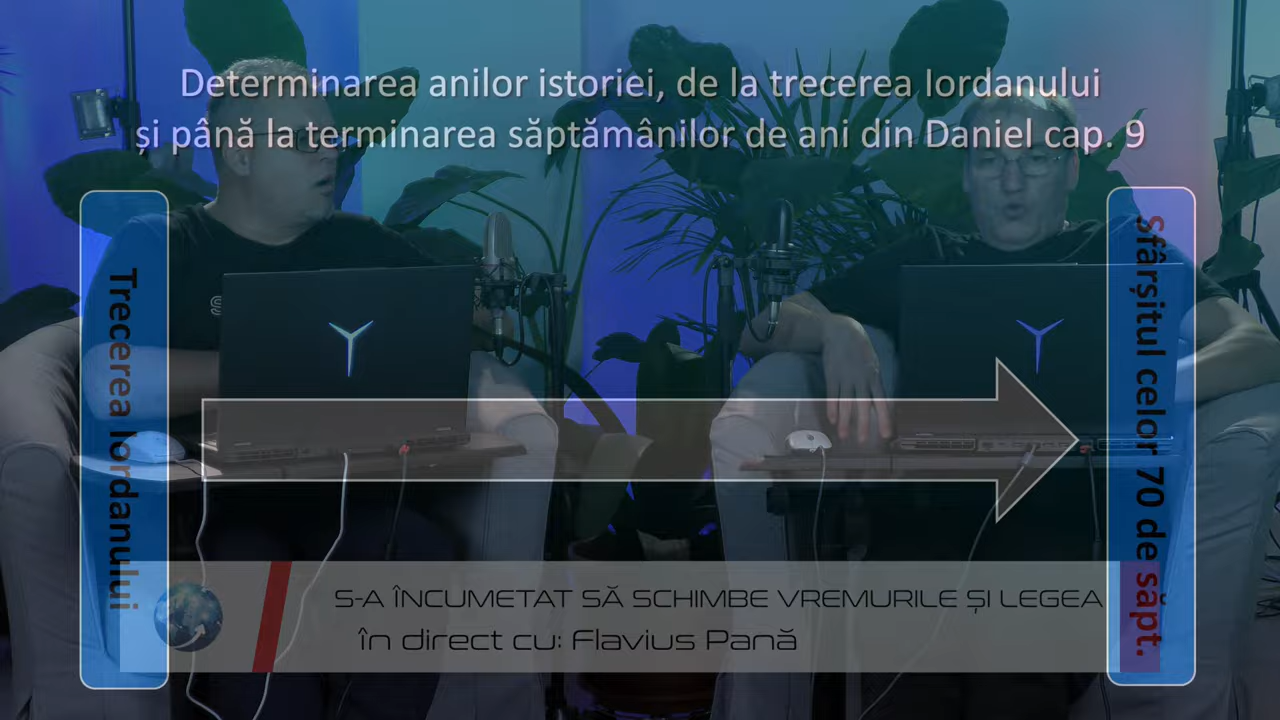 Determinarea anilor istoriei, de la trecerea Iordanului
și până la terminarea săptămânilor de ani din Daniel cap. 9
Trecerea Iordanului
Sfârșitul celor 70 de săpt.
S-A ÎNCUMETAT SĂ SCHIMBE VREMURILE ȘI LEGEA
în direct cu: Flavius Pană